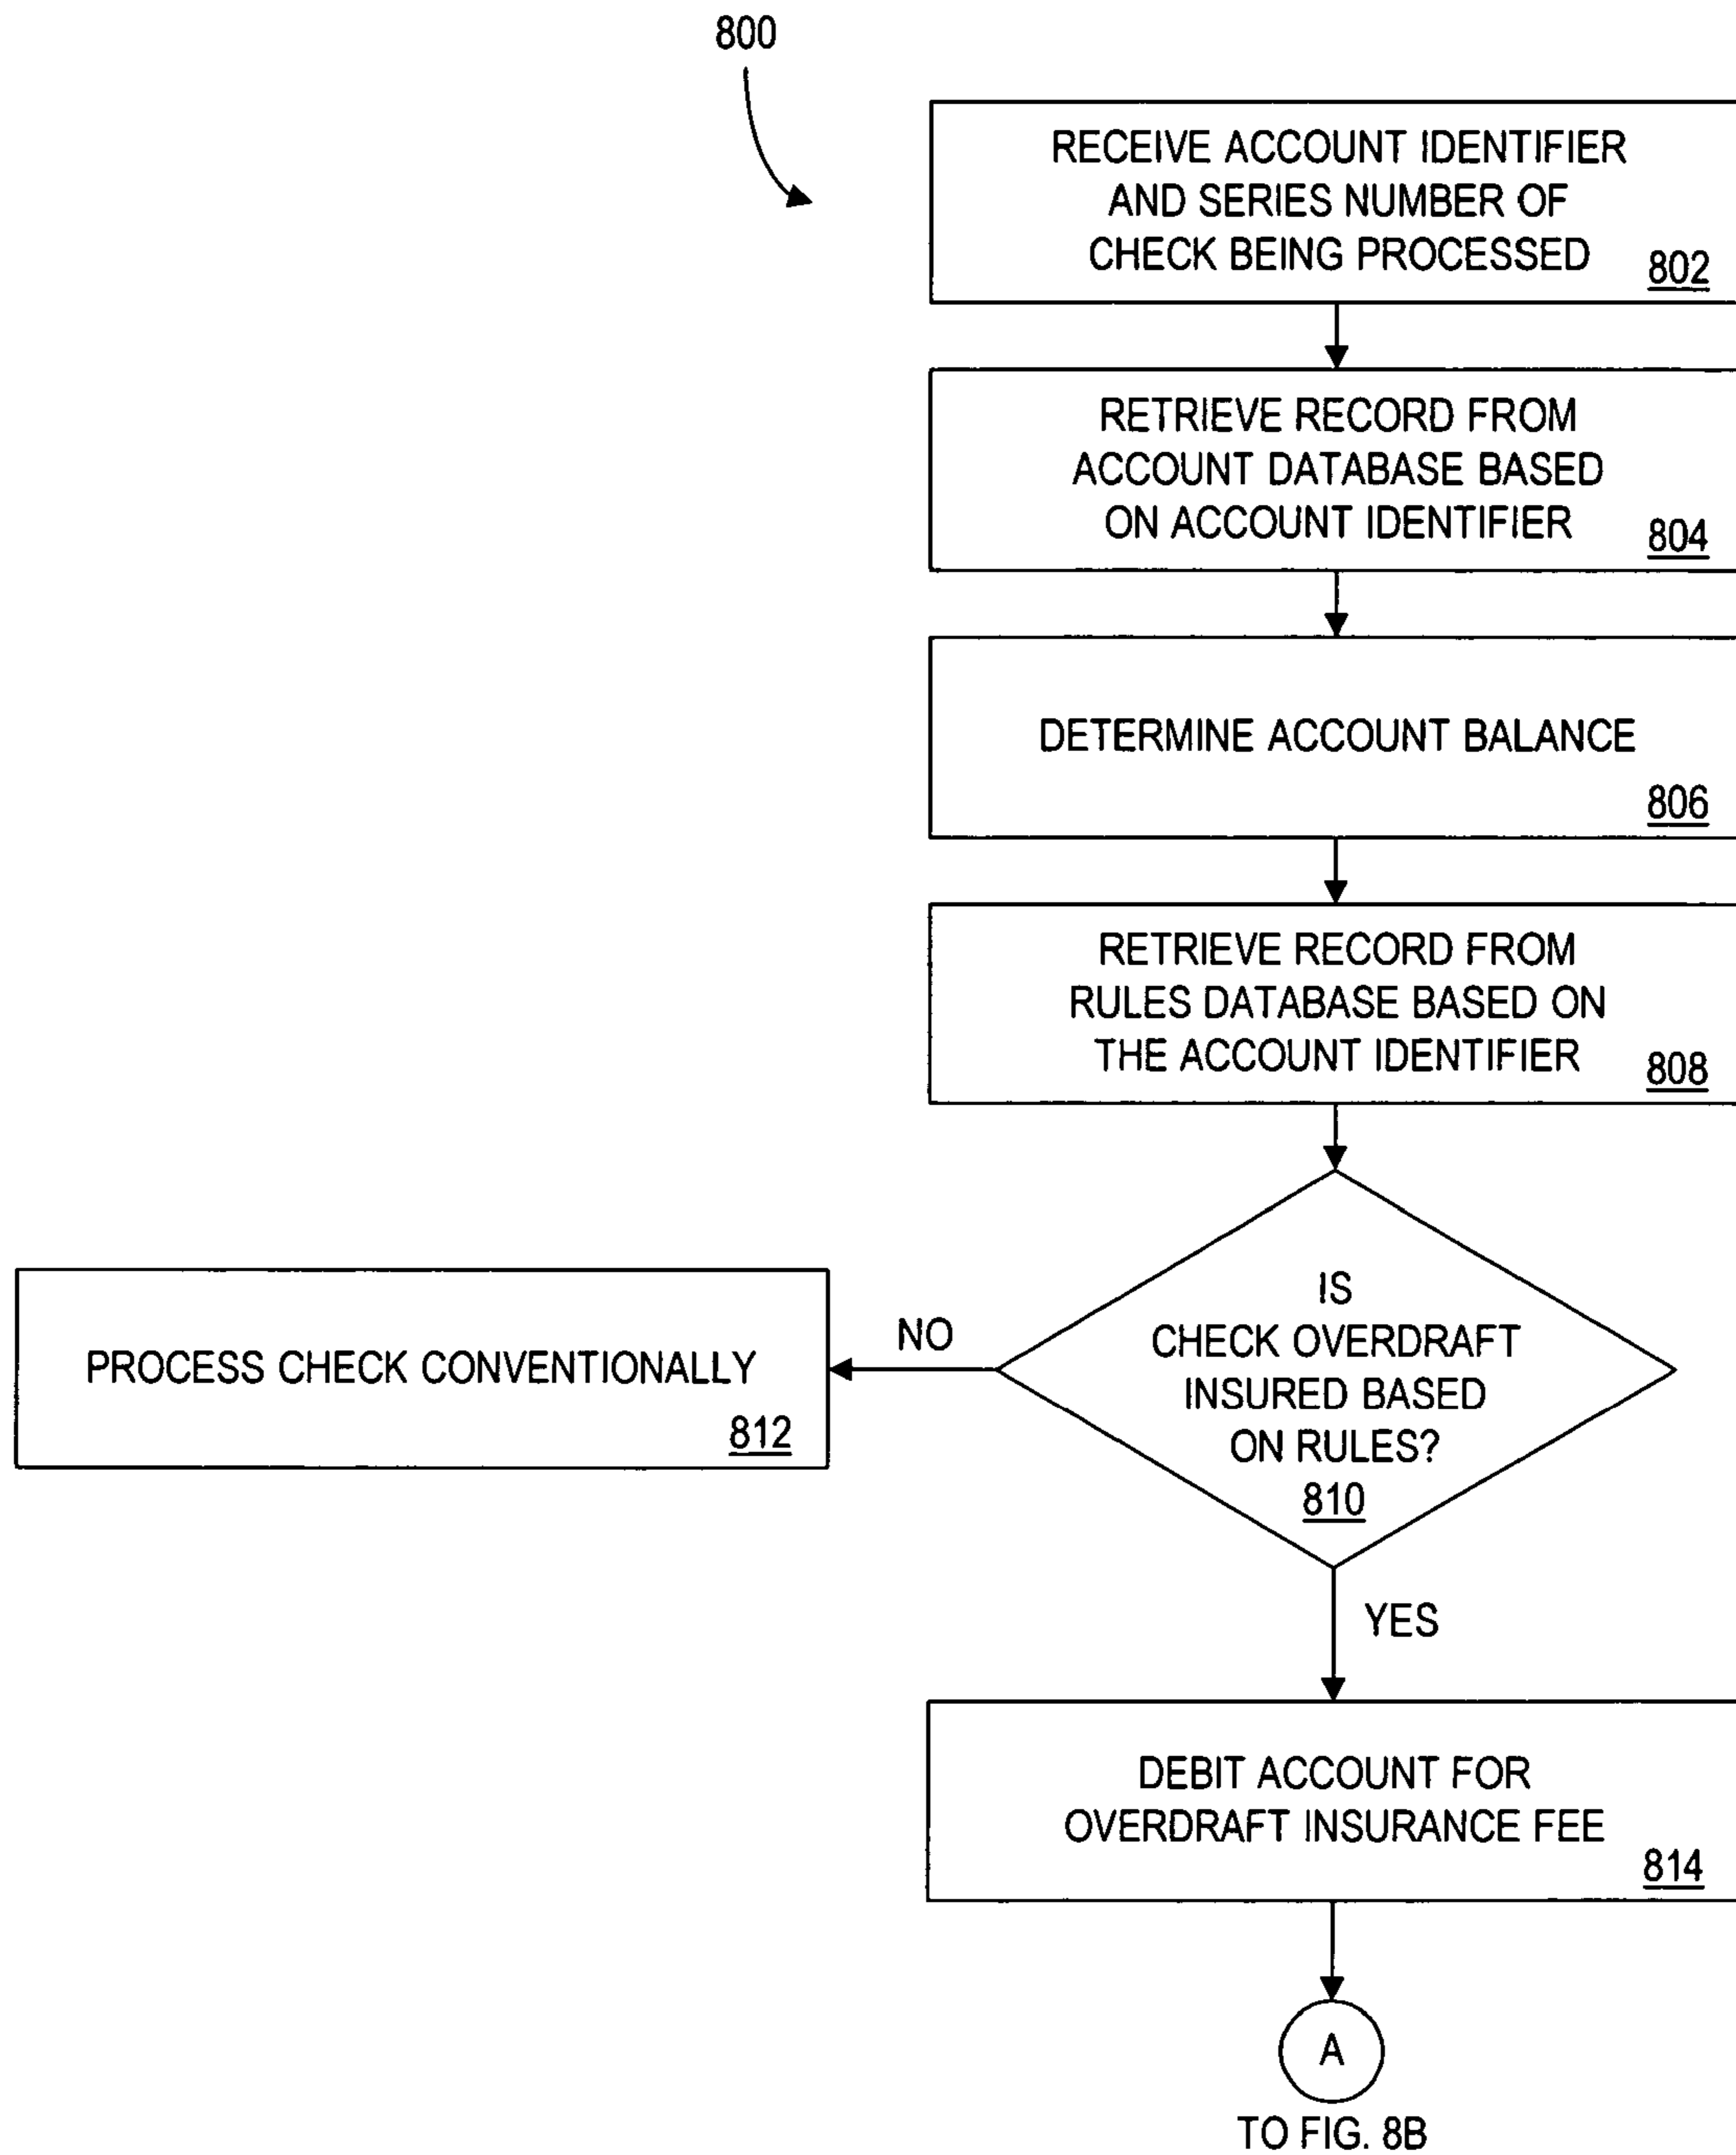 800
RECEIVE ACCOUNT IDENTIFIER
AND SERIES NUMBER OF
CHECK BEING PROCESSED
802
RETRIEVE RECORD FROM
ACCOUNT DATABASE BASED
ON ACCOUNT IDENTIFIER
804
DETERMINE ACCOUNT BALANCE
806
RETRIEVE RECORD FROM
RULES DATABASE BASED ON
THE ACCOUNT IDENTIFIER
808
IS
CHECK OVERDRAFT
INSURED BASED
ON RULES?
810
NO
PROCESS CHECK CONVENTIONALLY
812
YES
DEBIT ACCOUNT FOR
OVERDRAFT INSURANCE FEE
814
A
TO FIG. 8B